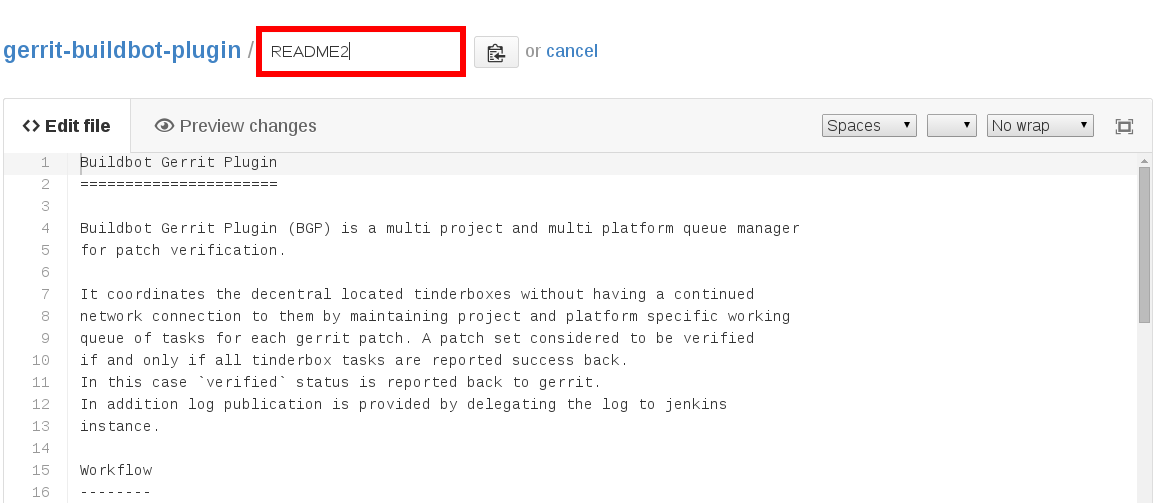 gerrit-buildbot-plugin / README2 or cancel
Edit file Preview changes Spaces No wrap
1 Buildbot Gerrit Plugin
2 ======================
3
4 Buildbot Gerrit Plugin (BGP) is a multi project and multi platform queue manager
5 for patch verification.
6
7 It coordinates the decentral located tinderboxes without having a continued
8 network connection to them by maintaining project and platform specific working
9 queue of tasks for each gerrit patch. A patch set considered to be verified
10 if and only if all tinderbox tasks are reported success back.
11 In this case `verified` status is reported back to gerrit.
12 In addition log publication is provided by delegating the log to jenkins
13 instance.
14
15 Workflow
16 --------